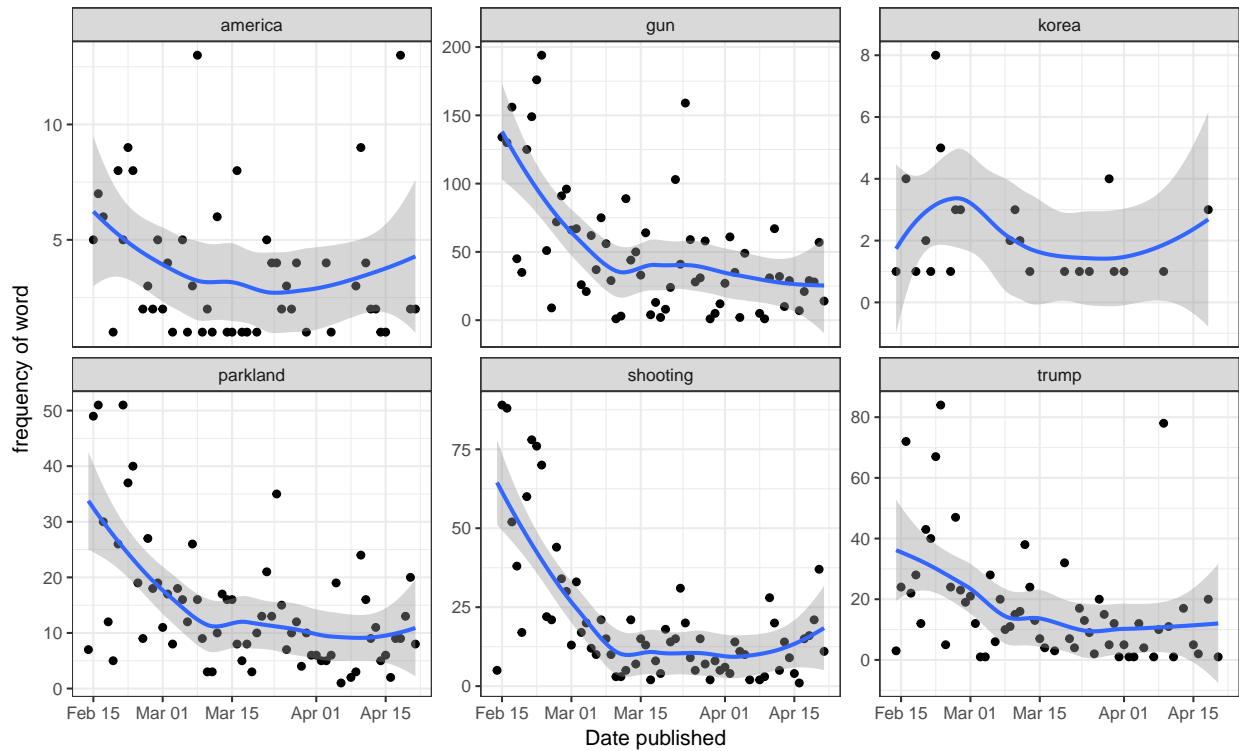 america
gun
korea
10
5
200
150
100
50
0
8
6
4
2
0
parkland
shooting
trump
50
40
30
20
10
0
75
50
25
0
80
60
40
20
0
Feb 15 Mar 01 Mar 15 Apr 01 Apr 15
Feb 15 Mar 01 Mar 15 Apr 01 Apr 15
Feb 15 Mar 01 Mar 15 Apr 01 Apr 15
frequency of word
Date published